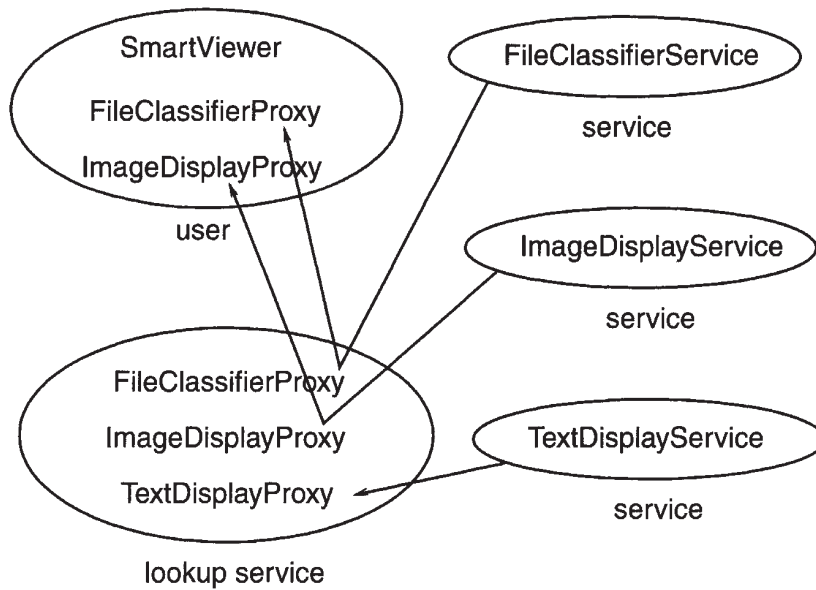 SmartViewer
FileClassifierProxy
ImageDisplayProxy
user
FileClassifierService
service
ImageDisplayService
service
FileClassifierProxy
ImageDisplayProxy
TextDisplayProxy
lookup service
TextDisplayService
service